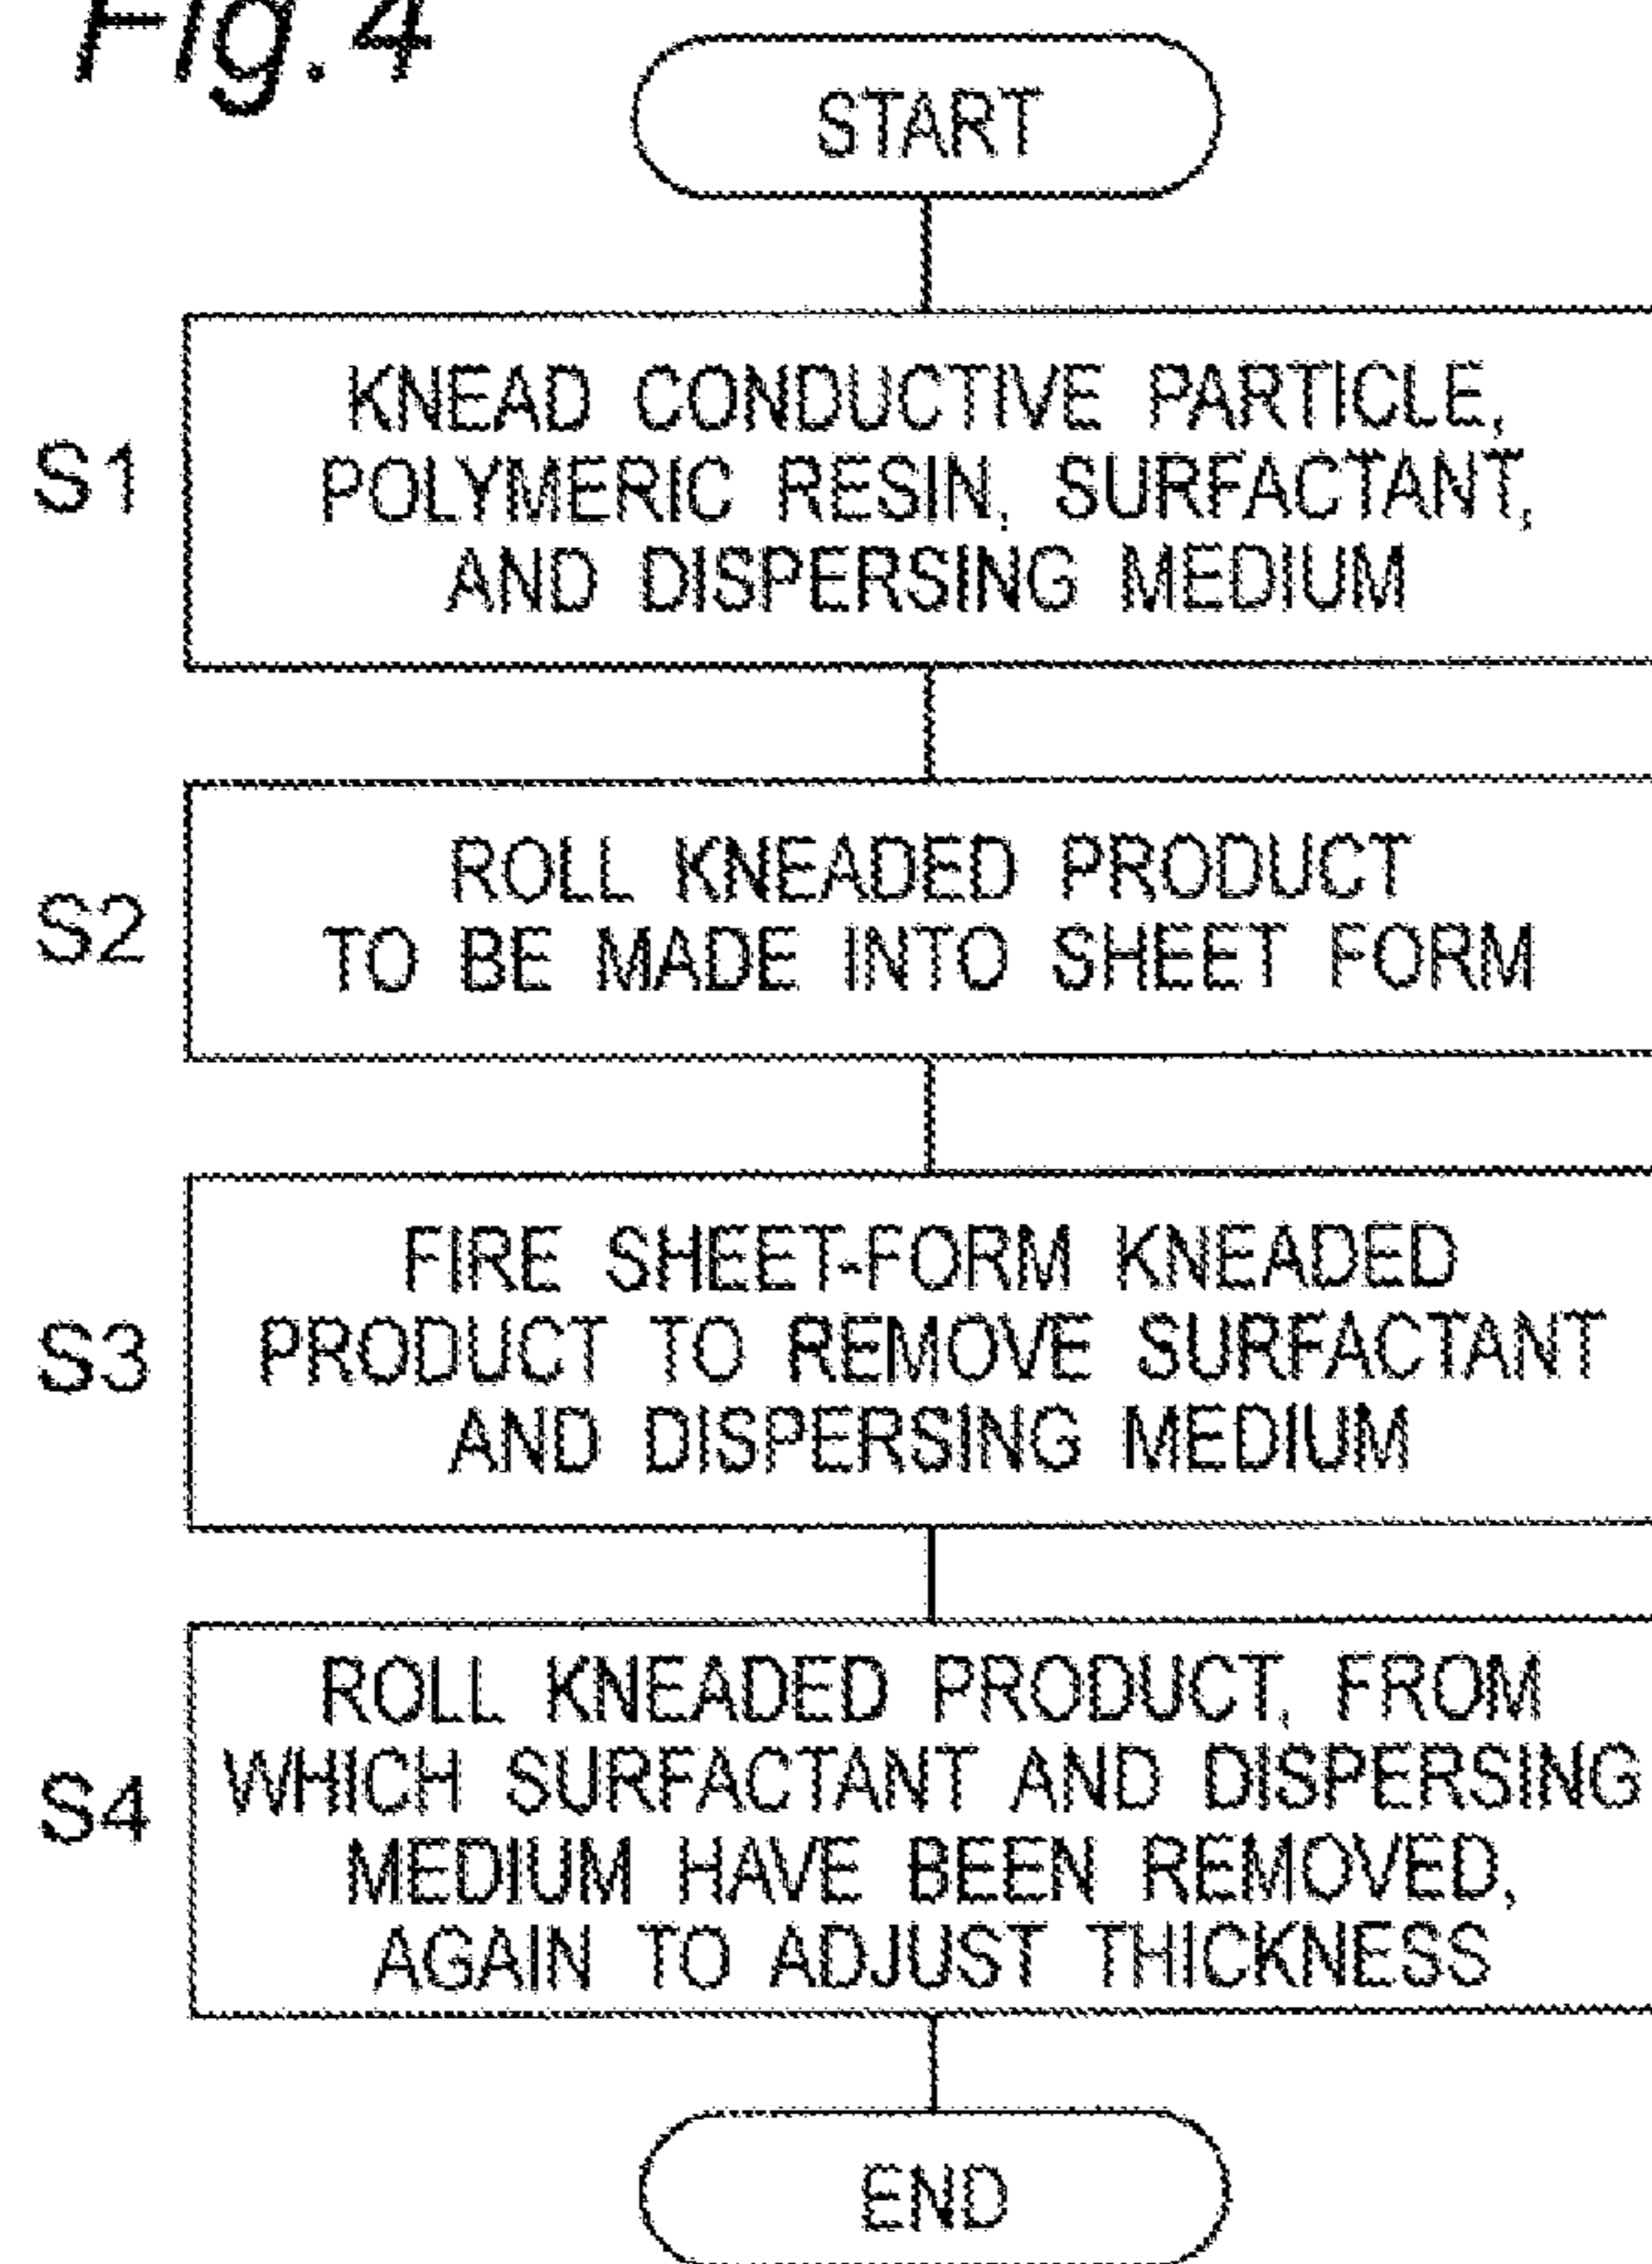 Fig.4
START
S1
KNEAD CONDUCTIVE PARTICLE,
POLYMERIC RESIN, SURFACTANT,
AND DISPERSING MEDIUM
S2
ROLL KNEADED PRODUCT
TO BE MADE INTO SHEET FORM
S3
FIRE SHEET-FORM KNEADED
PRODUCT TO REMOVE SURFACTANT
AND DISPERSING MEDIUM
S4
ROLL KNEADED PRODUCT, FROM
WHICH SURFACTANT AND DISPERSING
MEDIUM HAVE BEEN REMOVED,
AGAIN TO ADJUST THICKNESS
END